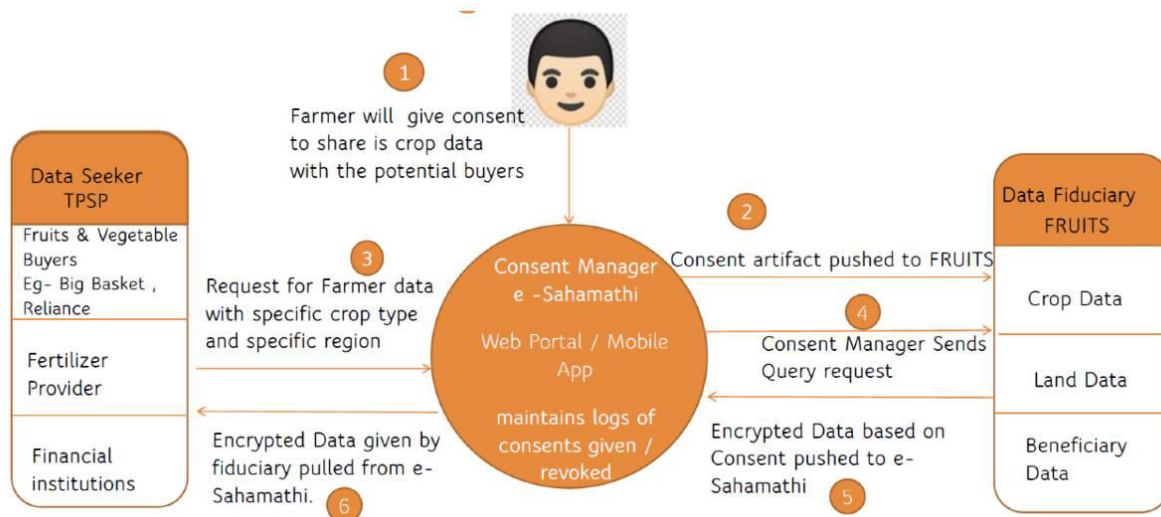 1
Farmer will give consent
to share is crop data
with the potential buyers
Data Seeker
TPSP
Fruits & Vegetable
Buyers
Eg- Big Basket ,
Reliance
Fertilizer
Provider
Financial
institutions
3
Request for Farmer data
with specific crop type
and specific region
Encrypted Data given by
fiduciary pulled from e-
Sahamathi.
6
Consent Manager
e -Sahamathi
Web Portal / Mobile
App
maintains logs of
consents given /
revoked
2
Consent artifact pushed to FRUITS
4
Consent Manager Sends
Query request
Encrypted Data based on
Consent pushed to e-
Sahamathi
5
Data Fiduciary
FRUITS
Crop Data
Land Data
Beneficiary
Data